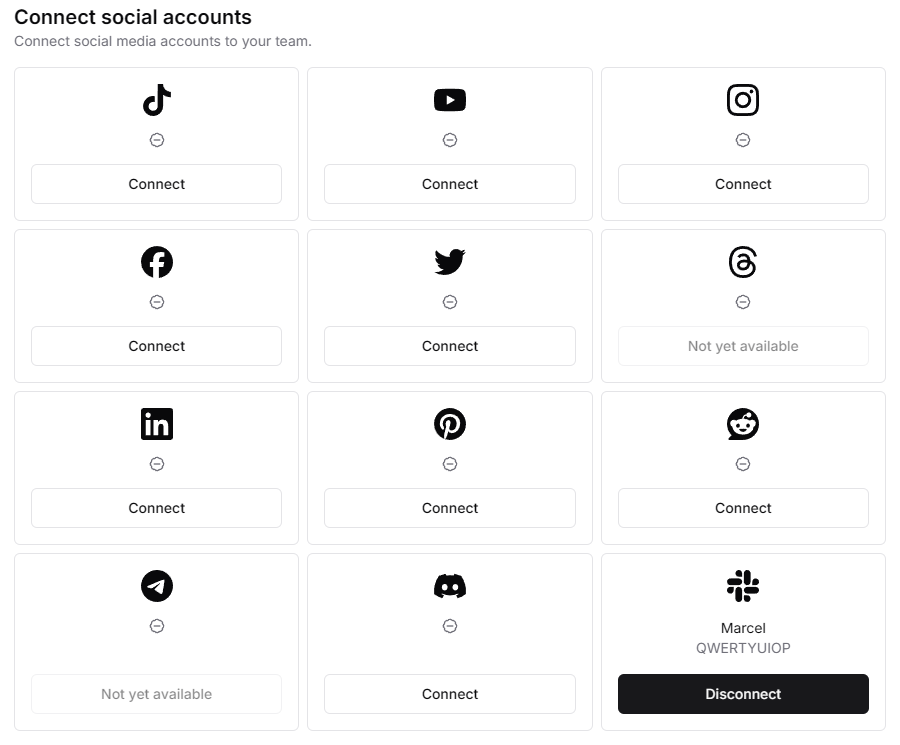 Connect social accounts
Connect social media accounts to your team.
Connect
Connect
Connect
Connect
Connect
Not yet available
in
Connect
Connect
Connect
Not yet available
Connect
Marcel
QWERTYUIOP
Disconnect